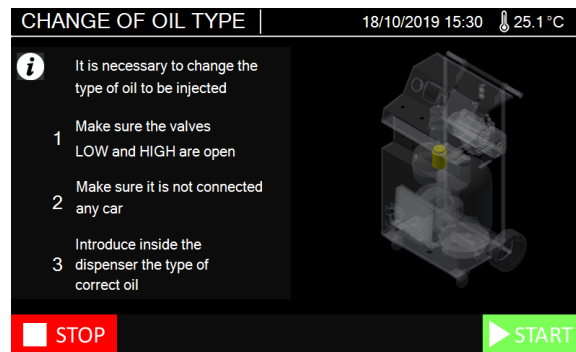 CHANGE OF OIL TYPE 18/10/2019 15:30 25.1°C
i It is necessary to change the
type of oil to be injected
1 Make sure the valves
LOW and HIGH are open
2 Make sure it is not connected
any car
3 Introduce inside the
dispenser the type of
correct oil
STOP START